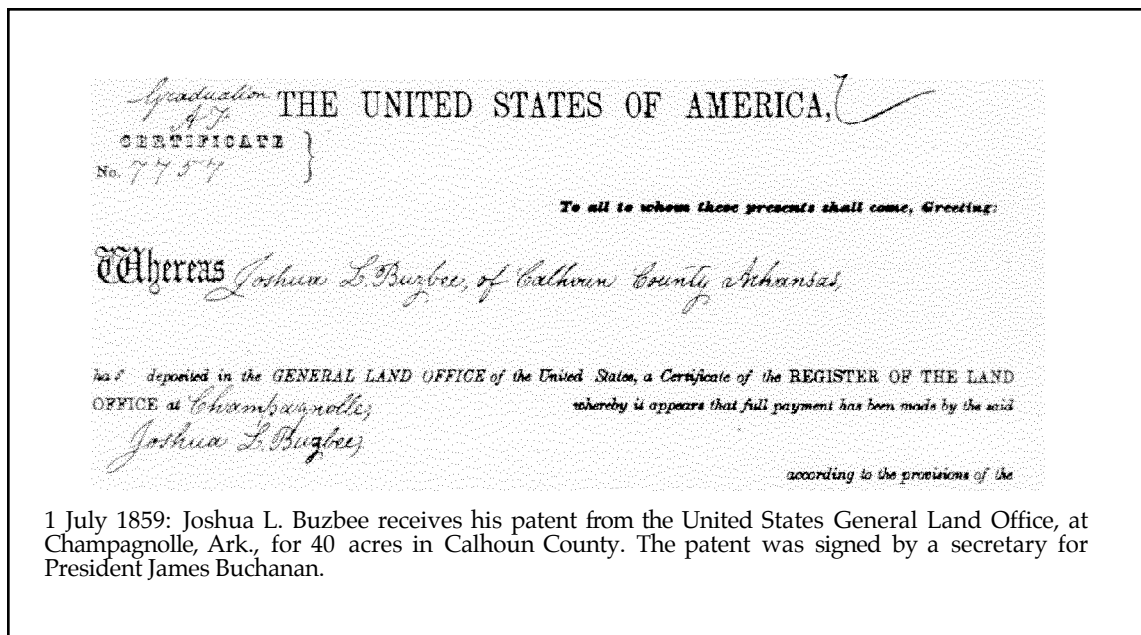 Graduation
THE UNITED STATES OF AMERICA,
CERTIFICATE
No. 7757
To all to whom these presents shall come, Greeting:
Whereas Joshua L. Buzbee, of Calhoun County Arkansas,
has deposited in the GENERAL LAND OFFICE of the United States, a Certificate of the REGISTER OF THE LAND
OFFICE at Champagnolle, whereby it appears that full payment has been made by the said
Joshua L. Buzbee,
according to the provisions of the
1 July 1859: Joshua L. Buzbee receives his patent from the United States General Land Office, at
Champagnolle, Ark., for 40 acres in Calhoun County. The patent was signed by a secretary for
President James Buchanan.